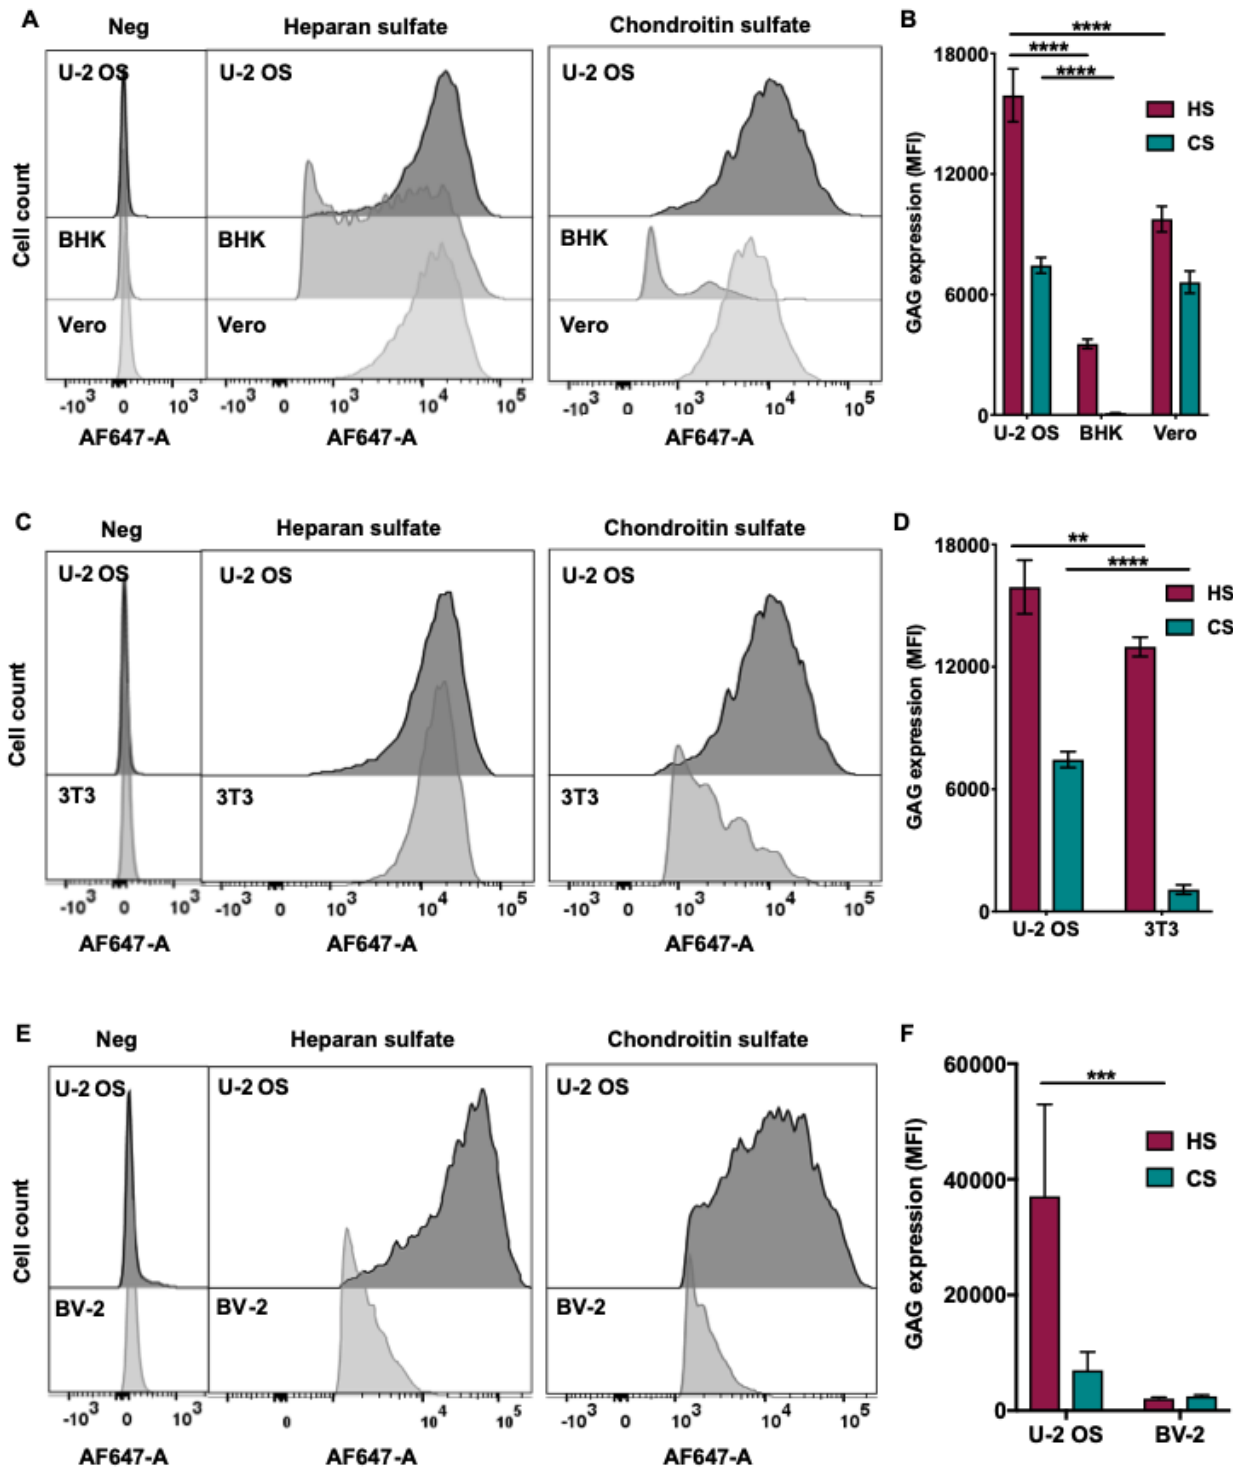 A
Neg
Heparan sulfate
Chondroitin sulfate
Cell count
U-2 OS
U-2 OS
U-2 OS
BHK
BHK
BHK
Vero
Vero
Vero
-10³ 0 10³
-10³ 0 10³ 10⁴ 10⁵
-10³ 0 10³ 10⁴ 10⁵
AF647-A
AF647-A
AF647-A
B
****
****
****
GAG expression (MFI)
18000
12000
6000
0
HS
CS
U-2 OS
BHK
Vero
C
Neg
Heparan sulfate
Chondroitin sulfate
Cell count
U-2 OS
U-2 OS
U-2 OS
3T3
3T3
3T3
-10³ 0 10³
-10³ 0 10³ 10⁴ 10⁵
-10³ 0 10³ 10⁴ 10⁵
AF647-A
AF647-A
AF647-A
D
**
****
GAG expression (MFI)
18000
12000
6000
0
HS
CS
U-2 OS
3T3
E
Neg
Heparan sulfate
Chondroitin sulfate
Cell count
U-2 OS
U-2 OS
U-2 OS
BV-2
BV-2
BV-2
-10³ 0 10³
0 10⁴ 10⁵
-10³ 0 10³ 10⁴ 10⁵
AF647-A
AF647-A
AF647-A
F
***
GAG expression (MFI)
60000
40000
20000
0
HS
CS
U-2 OS
BV-2